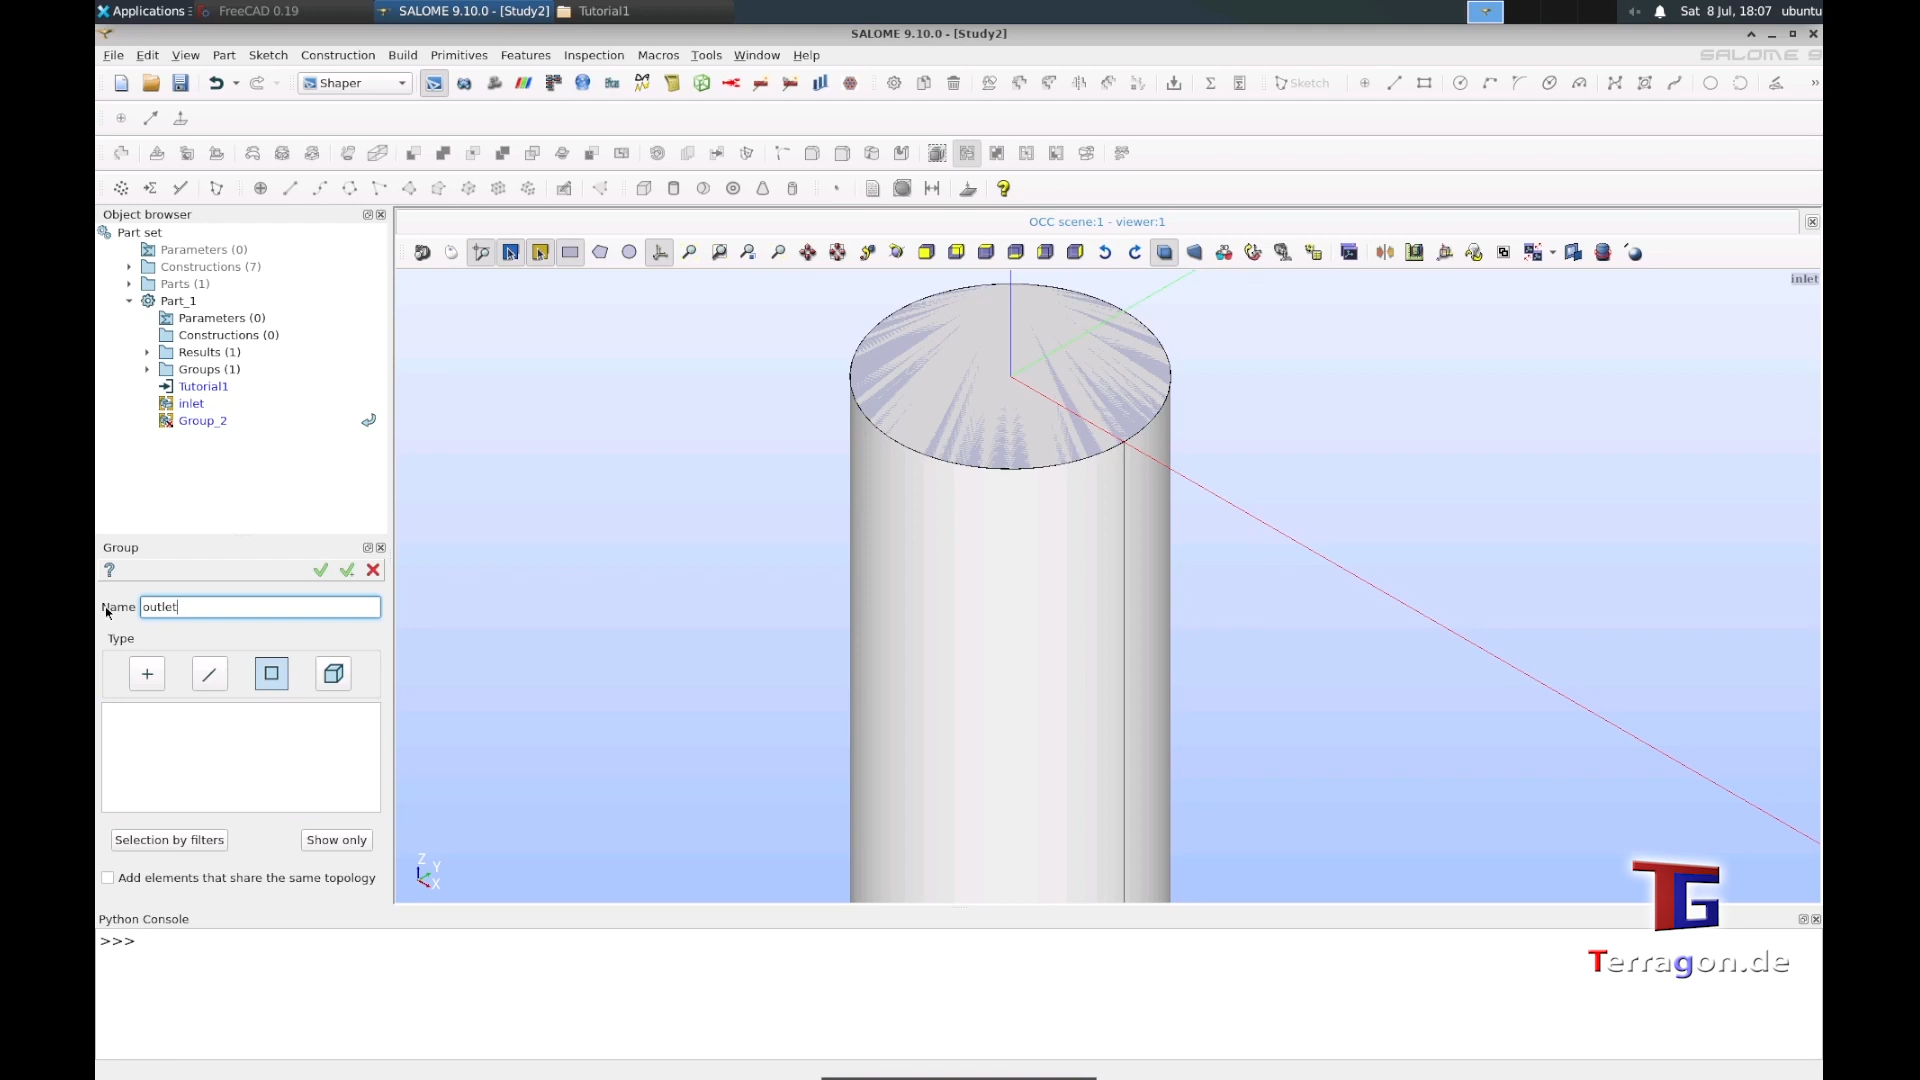 Applications
FreeCAD 0.19
SALOME 9.10.0 - [Study2]
Tutorial1
Sat 8 Jul, 18:07
ubuntu
SALOME 9.10.0 - [Study2]
File Edit View Part Sketch Construction Build Primitives Features Inspection Macros Tools Window Help
SALOME 9
Shaper
Sketch
Object browser
OCC scene:1 - viewer:1
Part set
Parameters (0)
Constructions (7)
Parts (1)
Part_1
Parameters (0)
Constructions (0)
Results (1)
Groups (1)
Tutorial1
inlet
Group_2
inlet
Group
Name outlet
Type
Selection by filters
Show only
Add elements that share the same topology
Z
Y
X
Python Console
>>>
TG
Terragon.de